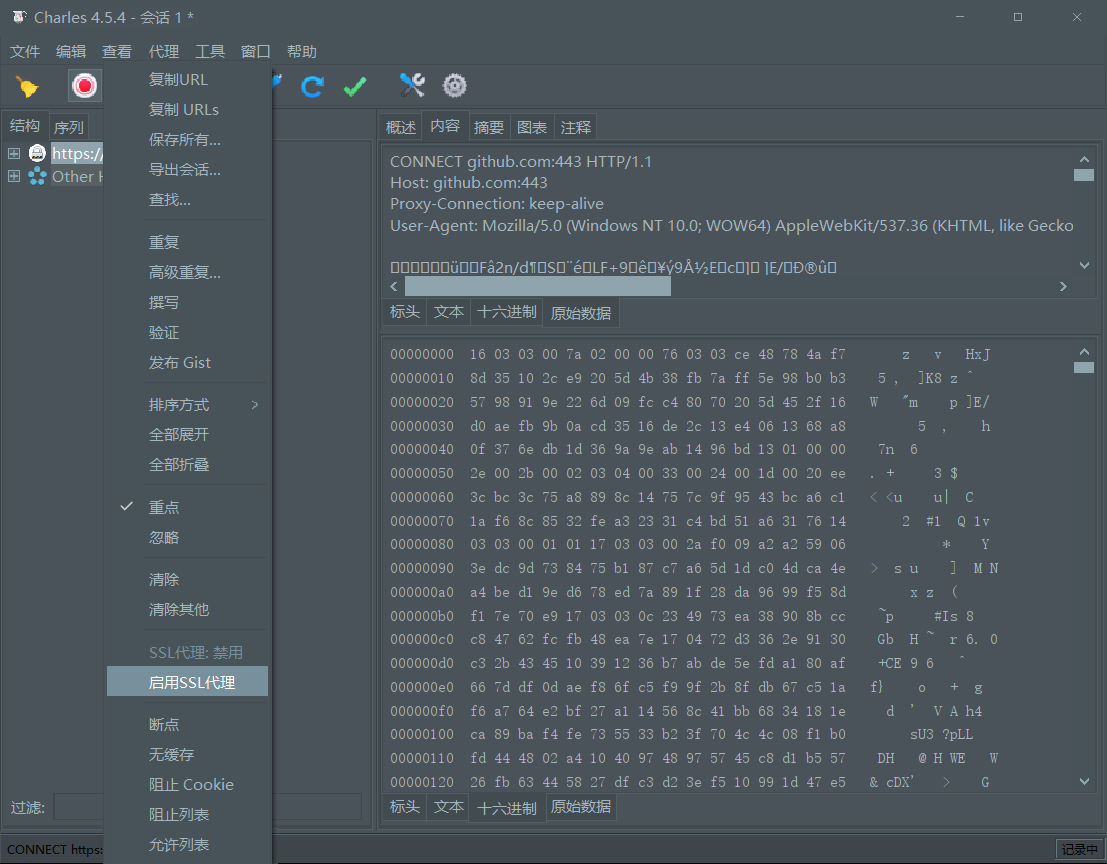 Charles 4.5.4 - 会话 1 *
文件 编辑 查看 代理 工具 窗口 帮助
结构 序列
https://
Other H
复制URL
复制 URLs
保存所有...
导出会话...
查找...
重复
高级重复...
撰写
验证
发布 Gist
排序方式 >
全部展开
全部折叠
重点
忽略
清除
清除其他
SSL代理: 禁用
启用SSL代理
断点
无缓存
阻止 Cookie
阻止列表
允许列表
概述 内容 摘要 图表 注释
CONNECT github.com:443 HTTP/1.1
Host: github.com:443
Proxy-Connection: keep-alive
User-Agent: Mozilla/5.0 (Windows NT 10.0; WOW64) AppleWebKit/537.36 (KHTML, like Gecko
标头 文本 十六进制 原始数据
00000000 16 03 03 00 7a 02 00 00 76 03 03 ce 48 78 4a f7 z v HxJ
00000010 8d 35 10 2c e9 20 5d 4b 38 fb 7a ff 5e 98 b0 b3 5 , ]K8 z ^
00000020 57 98 91 9e 22 6d 09 fc c4 80 70 20 5d 45 2f 16 W "m p ]E/
00000030 d0 ae fb 9b 0a cd 35 16 de 2c 13 e4 06 13 68 a8 5 , h
00000040 0f 37 6e db 1d 36 9a 9e ab 14 96 bd 13 01 00 00 7n 6
00000050 2e 00 2b 00 02 03 04 00 33 00 24 00 1d 00 20 ee . + 3 $
00000060 3c bc 3c 75 a8 89 8c 14 75 7c 9f 95 43 bc a6 c1 < <u u| C
00000070 1a f6 8c 85 32 fe a3 23 31 c4 bd 51 a6 31 76 14 2 #1 Q 1v
00000080 03 03 00 01 01 17 03 03 00 2a f0 09 a2 a2 59 06 * Y
00000090 3e dc 9d 73 84 75 b1 87 c7 a6 5d 1d c0 4d ca 4e > s u ] M N
000000a0 a4 be d1 9e d6 78 ed 7a 89 1f 28 da 96 99 f5 8d x z (
000000b0 f1 7e 70 e9 17 03 03 0c 23 49 73 ea 38 90 8b cc ~p #Is 8
000000c0 c8 47 62 fc fb 48 ea 7e 17 04 72 d3 36 2e 91 30 Gb H ~ r 6. 0
000000d0 c3 2b 43 45 10 39 12 36 b7 ab de 5e fd a1 80 af +CE 9 6 ^
000000e0 66 7d df 0d ae f8 6f c5 f9 9f 2b 8f db 67 c5 1a f} o + g
000000f0 f6 a7 64 e2 bf 27 a1 14 56 8c 41 bb 68 34 18 1e d ' V A h4
00000100 ca 89 ba f4 fe 73 55 33 b2 3f 70 4c 4c 08 f1 b0 sU3 ?pLL
00000110 fd 44 48 02 a4 10 40 97 48 97 57 45 c8 d1 b5 57 DH @ H WE W
00000120 26 fb 63 44 58 27 df c3 d2 3e f5 10 99 1d 47 e5 & cDX' > G
标头 文本 十六进制 原始数据
过滤:
CONNECT https:
记录中